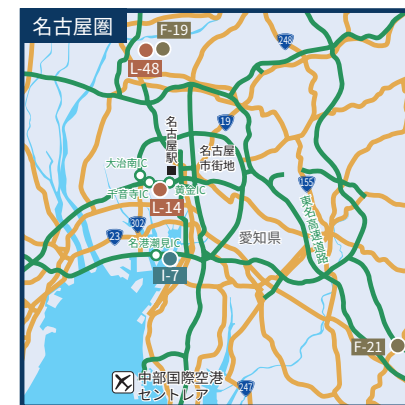 名古屋圏
F-19
248
L-48
19
名古屋駅
名古屋
市街地
大治南IC
千音寺IC
黄金IC
155
L-14
東名高速道路
302
23
名港潮見IC
愛知県
I-7
F-21
中部国際空港
セントレア
247